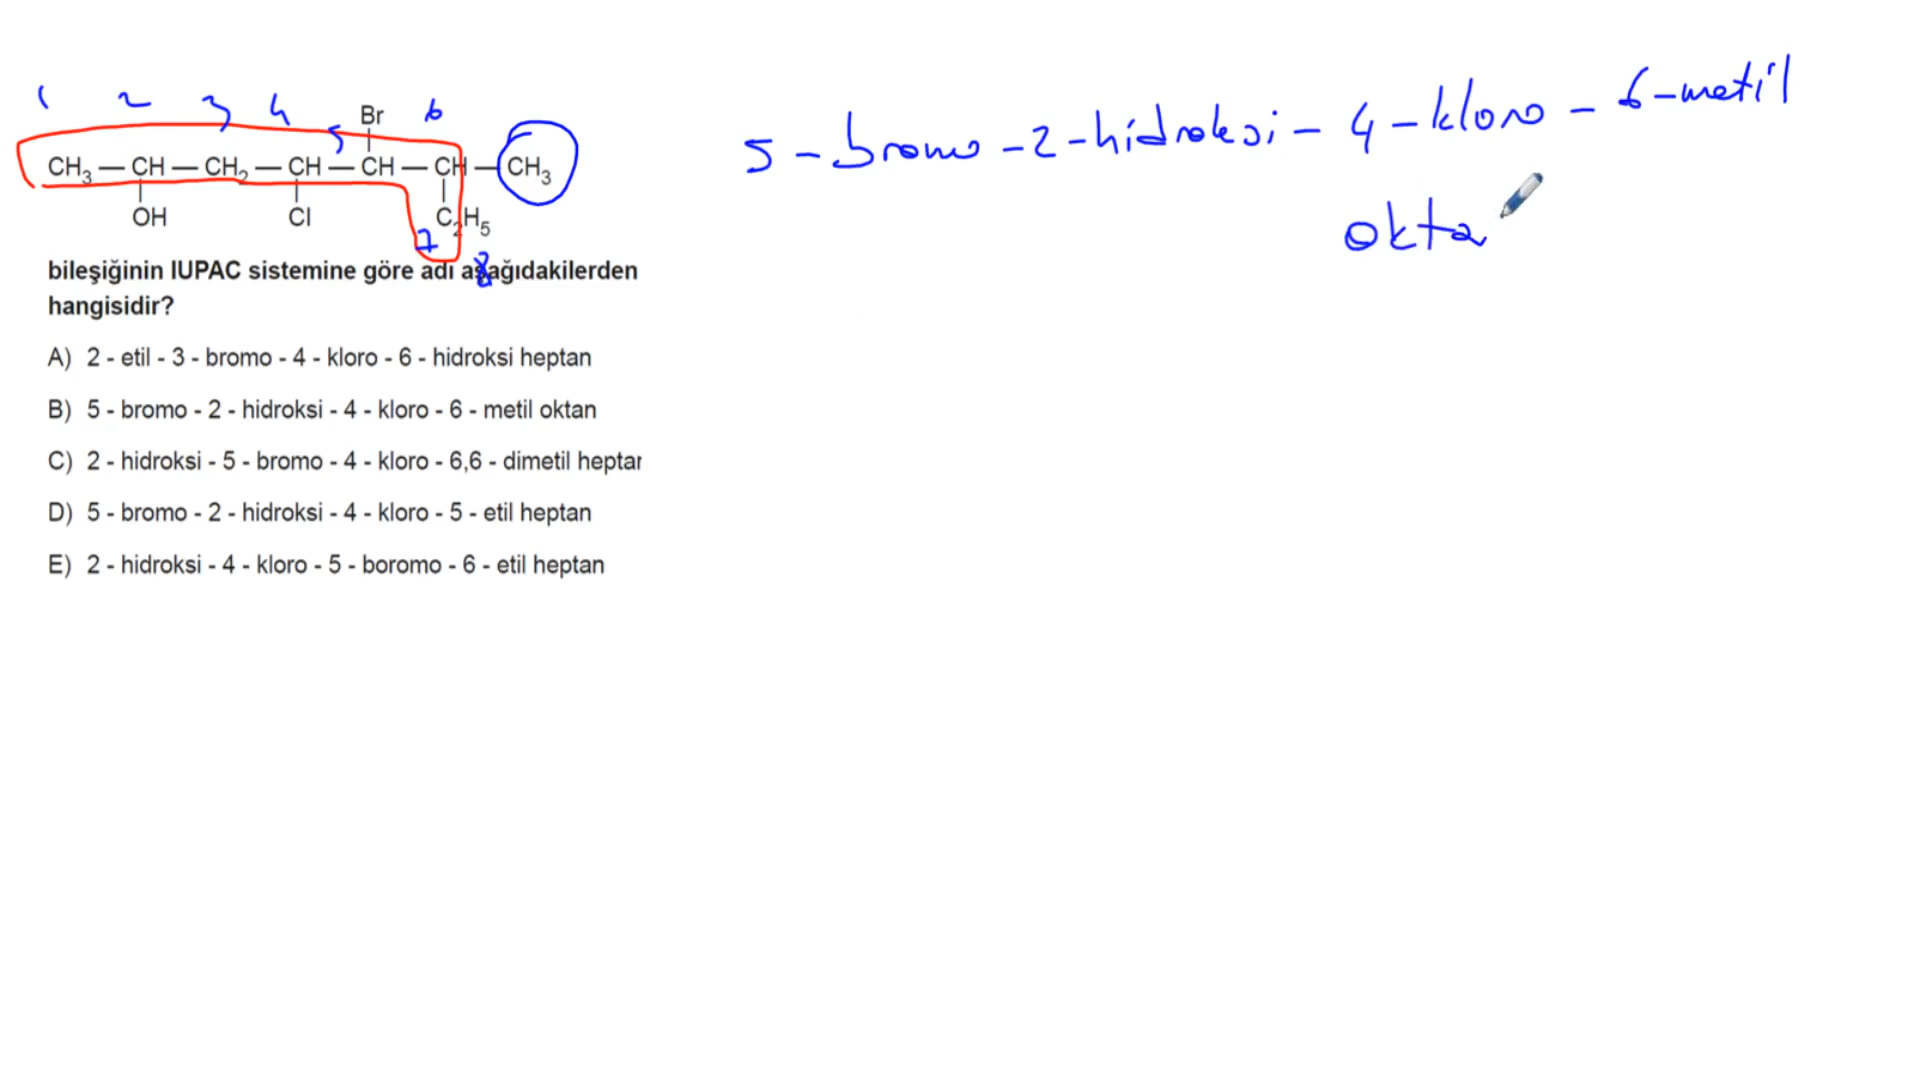 1 2 3 4 5 6
5 - bromo - 2 - hidroksi - 4 - kloro - 6 - metil
okta
Br
CH₃ — CH — CH₂ — CH — CH — CH — CH₃
OH Cl C₂H₅
7 8
bileşiğinin IUPAC sistemine göre adı aşağıdakilerden
hangisidir?
A) 2 - etil - 3 - bromo - 4 - kloro - 6 - hidroksi heptan
B) 5 - bromo - 2 - hidroksi - 4 - kloro - 6 - metil oktan
C) 2 - hidroksi - 5 - bromo - 4 - kloro - 6,6 - dimetil heptan
D) 5 - bromo - 2 - hidroksi - 4 - kloro - 5 - etil heptan
E) 2 - hidroksi - 4 - kloro - 5 - boromo - 6 - etil heptan